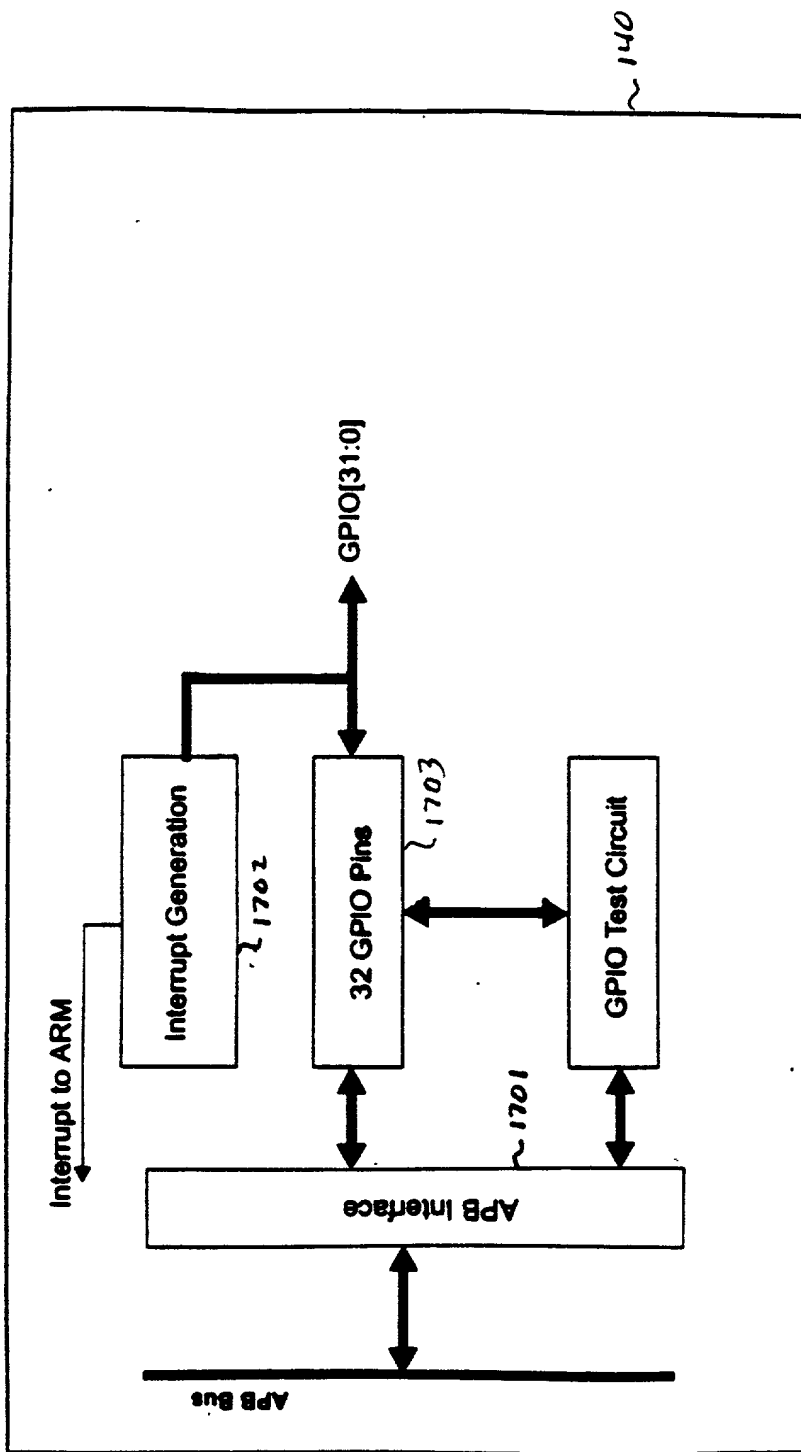 140
Interrupt to ARM
Interrupt Generation
1702
GPIO[31:0]
32 GPIO Pins
1703
GPIO Test Circuit
1701
APB Interface
APB Bus